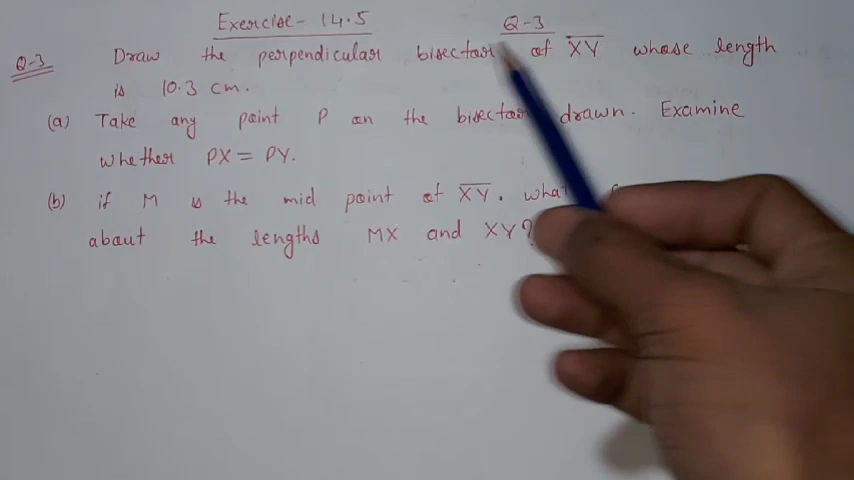 Exercise - 14.5 Q-3
Q-3 Draw the perpendicular bisector of XY whose length
is 10.3 cm.
(a) Take any point P on the bisector drawn. Examine
whether PX = PY.
(b) if M is the mid point of XY. what
about the lengths MX and XY?